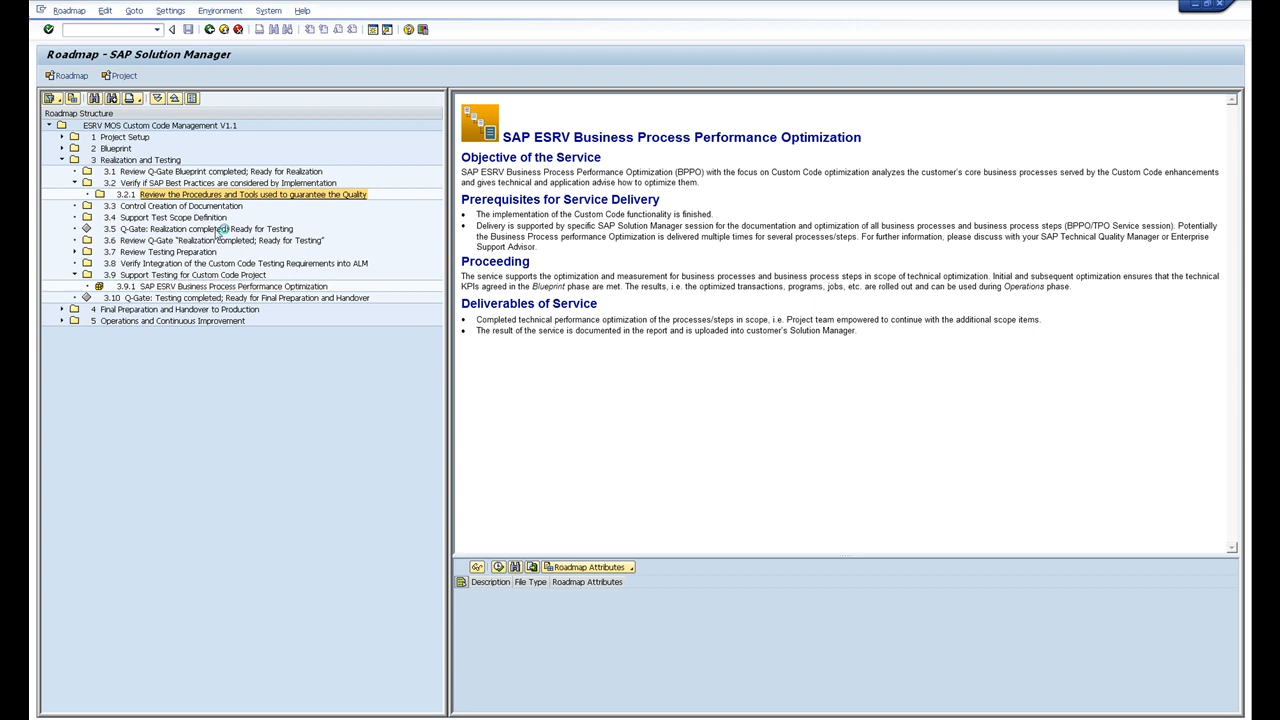 Roadmap Edit Goto Settings Environment System Help
Roadmap - SAP Solution Manager
Roadmap Project
Roadmap Structure
ESRV MOS Custom Code Management V1.1
1 Project Setup
2 Blueprint
3 Realization and Testing
3.1 Review Q-Gate Blueprint completed; Ready for Realization
3.2 Verify if SAP Best Practices are considered by Implementation
3.2.1 Review the Procedures and Tools used to guarantee the Quality
3.3 Control Creation of Documentation
3.4 Support Test Scope Definition
3.5 Q-Gate: Realization completed; Ready for Testing
3.6 Review Q-Gate "Realization completed; Ready for Testing"
3.7 Review Testing Preparation
3.8 Verify Integration of the Custom Code Testing Requirements into ALM
3.9 Support Testing for Custom Code Project
3.9.1 SAP ESRV Business Process Performance Optimization
3.10 Q-Gate: Testing completed; Ready for Final Preparation and Handover
4 Final Preparation and Handover to Production
5 Operations and Continuous Improvement
SAP ESRV Business Process Performance Optimization
Objective of the Service
SAP ESRV Business Process Performance Optimization (BPPO) with the focus on Custom Code optimization analyzes the customer's core business processes served by the Custom Code enhancements
and gives technical and application advise how to optimize them.
Prerequisites for Service Delivery
• The implementation of the Custom Code functionality is finished.
• Delivery is supported by specific SAP Solution Manager session for the documentation and optimization of all business processes and business process steps (BPPO/TPO Service session). Potentially
the Business Process performance Optimization is delivered multiple times for several processes/steps. For further information, please discuss with your SAP Technical Quality Manager or Enterprise
Support Advisor.
Proceeding
The service supports the optimization and measurement for business processes and business process steps in scope of technical optimization. Initial and subsequent optimization ensures that the technical
KPIs agreed in the Blueprint phase are met. The results, i.e. the optimized transactions, programs, jobs, etc. are rolled out and can be used during Operations phase.
Deliverables of Service
• Completed technical performance optimization of the processes/steps in scope, i.e. Project team empowered to continue with the additional scope items.
• The result of the service is documented in the report and is uploaded into customer's Solution Manager.
Roadmap Attributes
Description File Type Roadmap Attributes